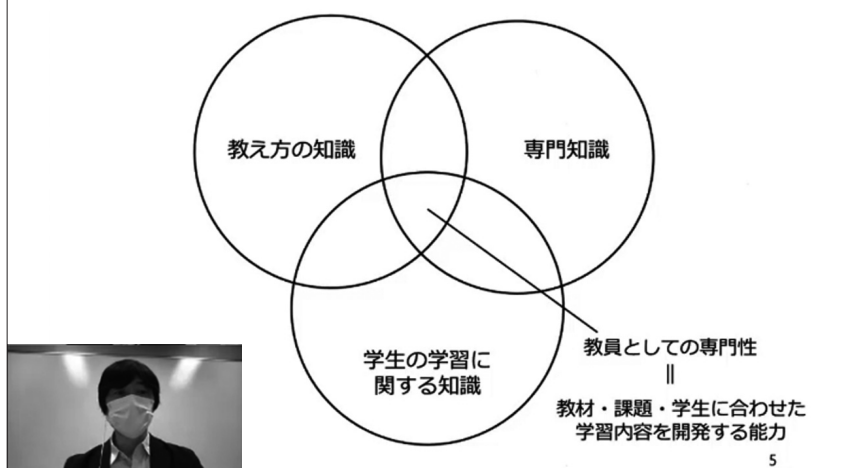 教え方の知識
専門知識
学生の学習に
関する知識
教員としての専門性
||
教材・課題・学生に合わせた
学習内容を開発する能力
5